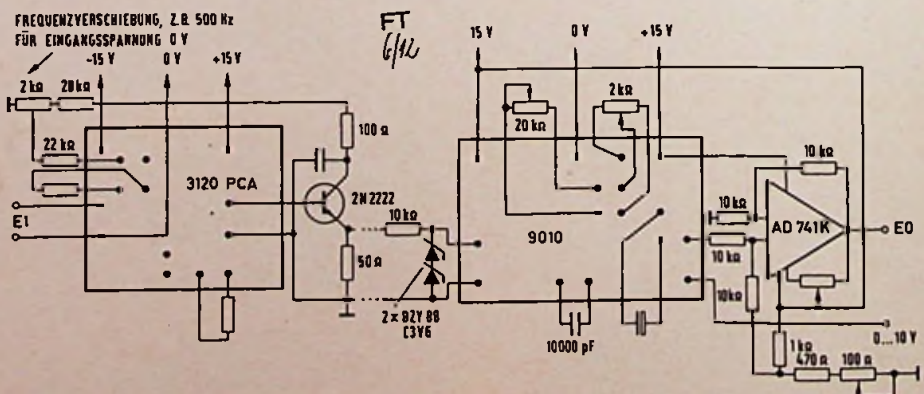 FREQUENZVERSCHIEBUNG, Z.B. 500 Hz
FÜR EINGANGSSPANNUNG 0 V
FT
6/12
-15 V
0 V
+15 V
15 V
0 V
+15 V
2 kΩ
20 kΩ
100 Ω
22 kΩ
3120 PCA
2N2222
E1
50 Ω
10 kΩ
2 x BZY 88
C3V6
20 kΩ
2 kΩ
9010
10000 pF
10 kΩ
10 kΩ
AD 741K
E0
10 kΩ
10 kΩ
0...10 V
1 kΩ
470 Ω
100 Ω